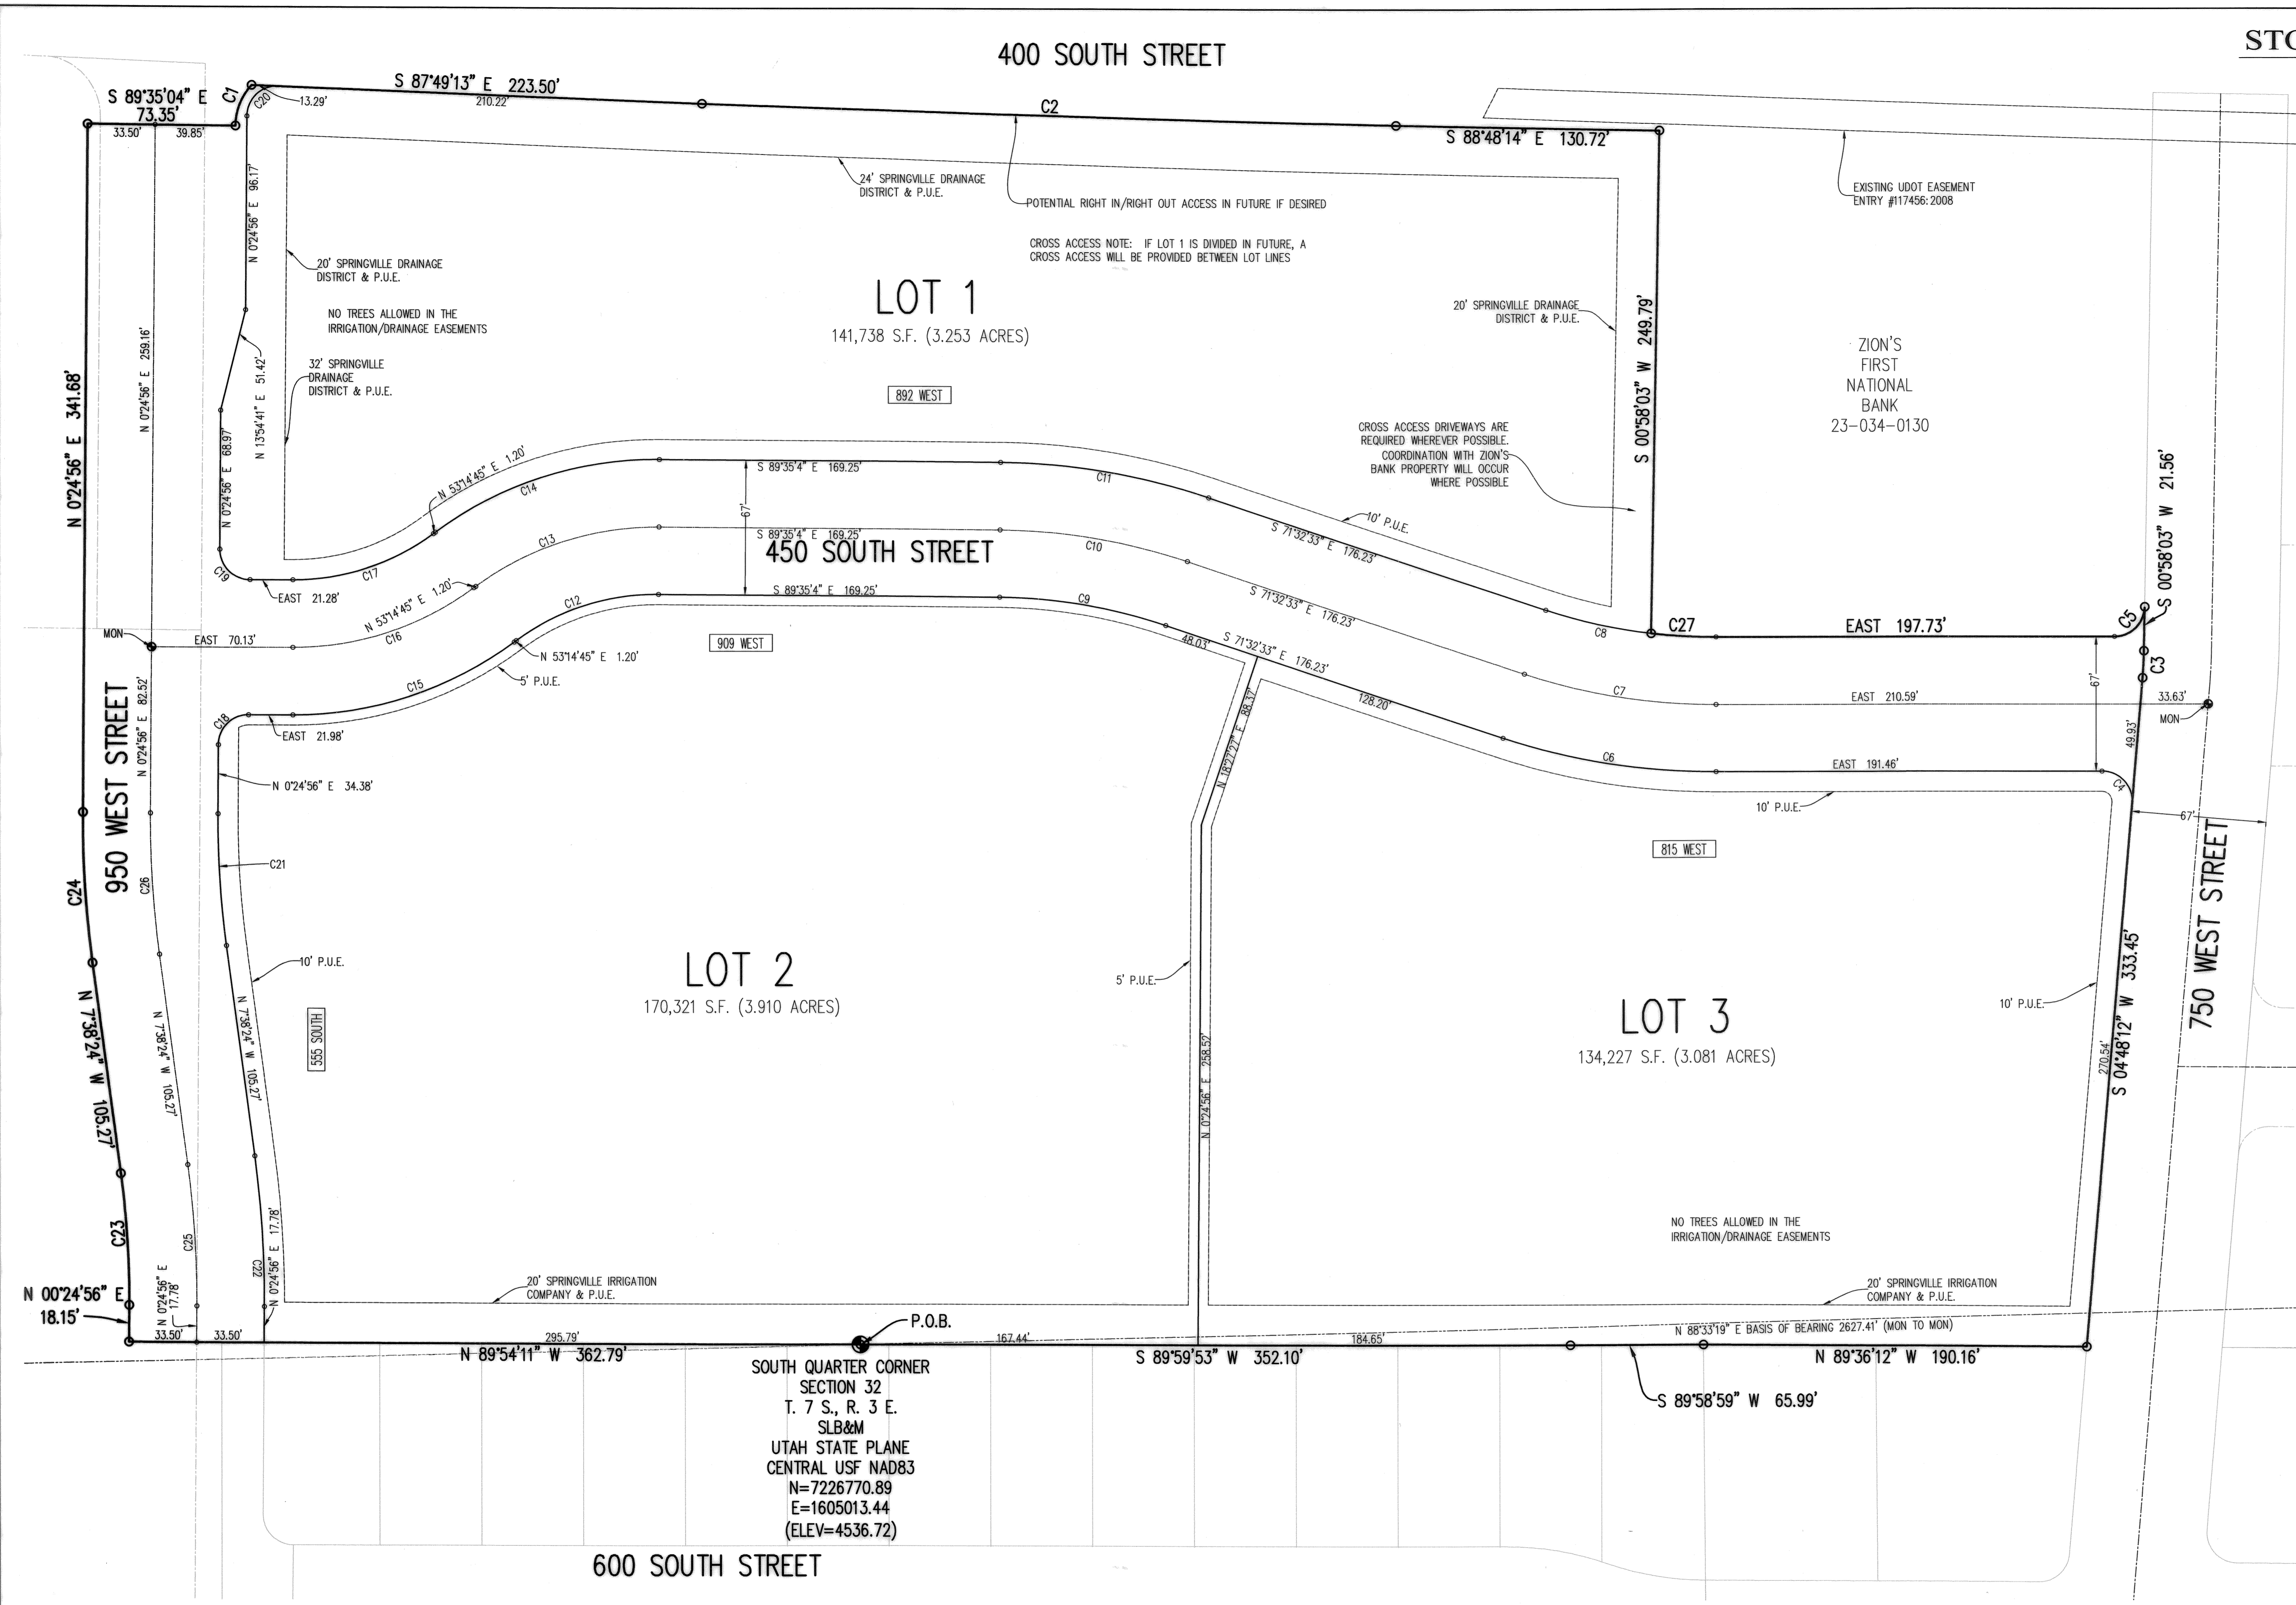 STO
400 SOUTH STREET
S 87°49'13" E 223.50'
210.22'
13.29'
S 89°35'04" E
73.35'
33.50'
39.85'
C1
C20
C2
S 88°48'14" E 130.72'
24' SPRINGVILLE DRAINAGE
DISTRICT & P.U.E.
POTENTIAL RIGHT IN/RIGHT OUT ACCESS IN FUTURE IF DESIRED
EXISTING UDOT EASEMENT
ENTRY #117456:2008
CROSS ACCESS NOTE: IF LOT 1 IS DIVIDED IN FUTURE, A
CROSS ACCESS WILL BE PROVIDED BETWEEN LOT LINES
N 0°24'56" E 96.17'
20' SPRINGVILLE DRAINAGE
DISTRICT & P.U.E.
NO TREES ALLOWED IN THE
IRRIGATION/DRAINAGE EASEMENTS
LOT 1
141,738 S.F. (3.253 ACRES)
892 WEST
20' SPRINGVILLE DRAINAGE
DISTRICT & P.U.E.
S 00°58'03" W 249.79'
ZION'S
FIRST
NATIONAL
BANK
23-034-0130
N 0°24'56" E 341.68'
N 0°24'56" E 259.16'
N 13°54'41" E 51.42'
32' SPRINGVILLE
DRAINAGE
DISTRICT & P.U.E.
N 0°24'56" E 68.97'
CROSS ACCESS DRIVEWAYS ARE
REQUIRED WHEREVER POSSIBLE.
COORDINATION WITH ZION'S
BANK PROPERTY WILL OCCUR
WHERE POSSIBLE
N 53°14'45" E 1.20'
C14
S 89°35'4" E 169.25'
C11
10' P.U.E.
S 71°32'33" E 176.23'
S 00°58'03" W 21.56'
67'
C13
S 89°35'4" E 169.25'
450 SOUTH STREET
C10
C19
C17
EAST 21.28'
N 53°14'45" E 1.20'
C16
C12
S 89°35'4" E 169.25'
C9
S 71°32'33" E 176.23'
C8
C27
EAST 197.73'
C5
MON
EAST 70.13'
909 WEST
48.03'
S 71°32'33" E 176.23'
N 53°14'45" E 1.20'
5' P.U.E.
C15
C7
EAST 210.59'
67'
C3
33.63'
MON
49.93'
950 WEST STREET
N 0°24'56" E 82.52'
C18
EAST 21.98'
N 18°27'27" E 88.37'
128.20'
C6
EAST 191.46'
C4
N 0°24'56" E 34.38'
10' P.U.E.
67'
815 WEST
C24
C26
C21
750 WEST STREET
10' P.U.E.
LOT 2
170,321 S.F. (3.910 ACRES)
5' P.U.E.
LOT 3
134,227 S.F. (3.081 ACRES)
10' P.U.E.
S 04°48'12" W 333.45'
270.54'
N 7°38'24" W 105.27'
N 7°38'24" W 105.27'
N 7°38'24" W 105.27'
555 SOUTH
N 0°24'56" E 258.52'
C23
C25
C22
N 0°24'56" E 17.78'
NO TREES ALLOWED IN THE
IRRIGATION/DRAINAGE EASEMENTS
20' SPRINGVILLE IRRIGATION
COMPANY & P.U.E.
20' SPRINGVILLE IRRIGATION
COMPANY & P.U.E.
N 00°24'56" E
18.15'
N 0°24'56" E
17.78'
33.50'
33.50'
295.79'
P.O.B.
167.44'
184.65'
N 88°33'19" E BASIS OF BEARING 2627.41' (MON TO MON)
N 89°54'11" W 362.79'
S 89°59'53" W 352.10'
N 89°36'12" W 190.16'
S 89°58'59" W 65.99'
SOUTH QUARTER CORNER
SECTION 32
T. 7 S., R. 3 E.
SLB&M
UTAH STATE PLANE
CENTRAL USF NAD83
N=7226770.89
E=1605013.44
(ELEV=4536.72)
600 SOUTH STREET